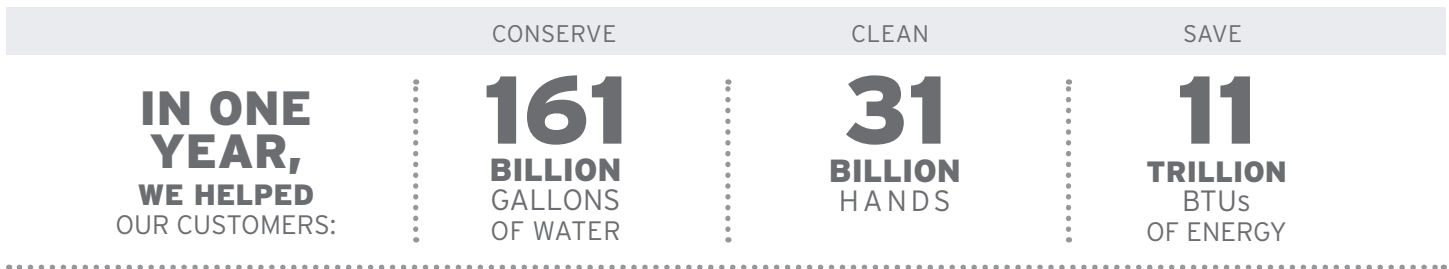 CONSERVE
CLEAN
SAVE
IN ONE
YEAR,
WE HELPED
OUR CUSTOMERS:
161
BILLION
GALLONS
OF WATER
31
BILLION
HANDS
11
TRILLION
BTUs
OF ENERGY